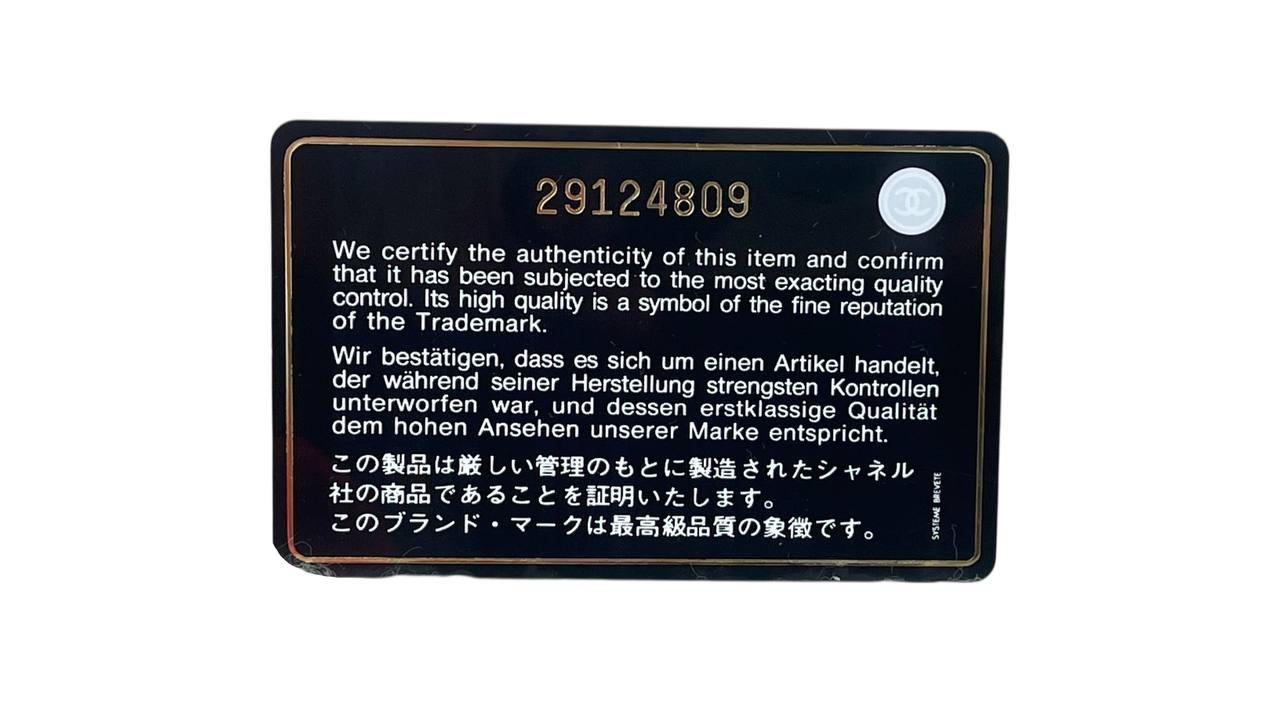 29124809
We certify the authenticity of this item and confirm
that it has been subjected to the most exacting quality
control. Its high quality is a symbol of the fine reputation
of the Trademark.
Wir bestätigen, dass es sich um einen Artikel handelt,
der während seiner Herstellung strengsten Kontrollen
unterworfen war, und dessen erstklassige Qualität
dem hohen Ansehen unserer Marke entspricht.
この製品は厳しい管理のもとに製造されたシャネル
社の商品であることを証明いたします。
このブランド・マークは最高級品質の象徴です。
SYSTEME BREVETE